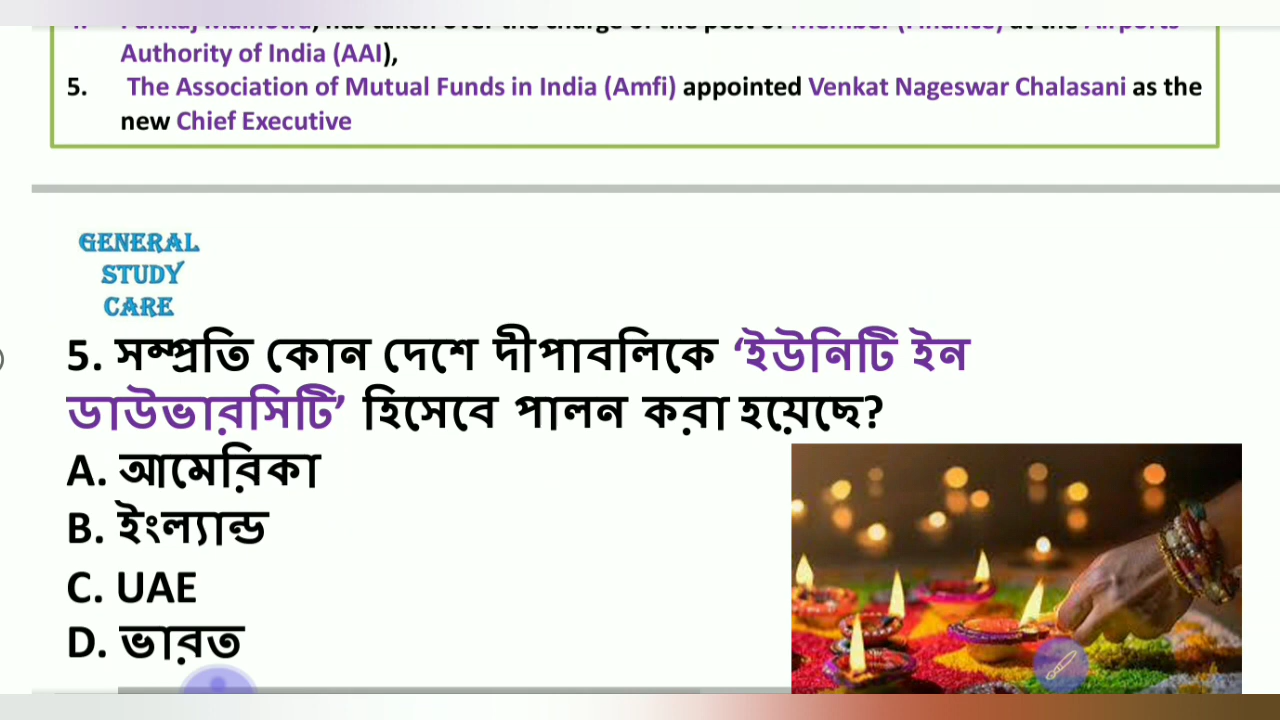 Authority of India (AAI),
5. The Association of Mutual Funds in India (Amfi) appointed Venkat Nageswar Chalasani as the
new Chief Executive
GENERAL
STUDY
CARE
5. সম্প্রতি কোন দেশে দীপাবলিকে ‘ইউনিটি ইন
ডাউভারসিটি’ হিসেবে পালন করা হয়েছে?
A. আমেরিকা
B. ইংল্যান্ড
C. UAE
D. ভারত